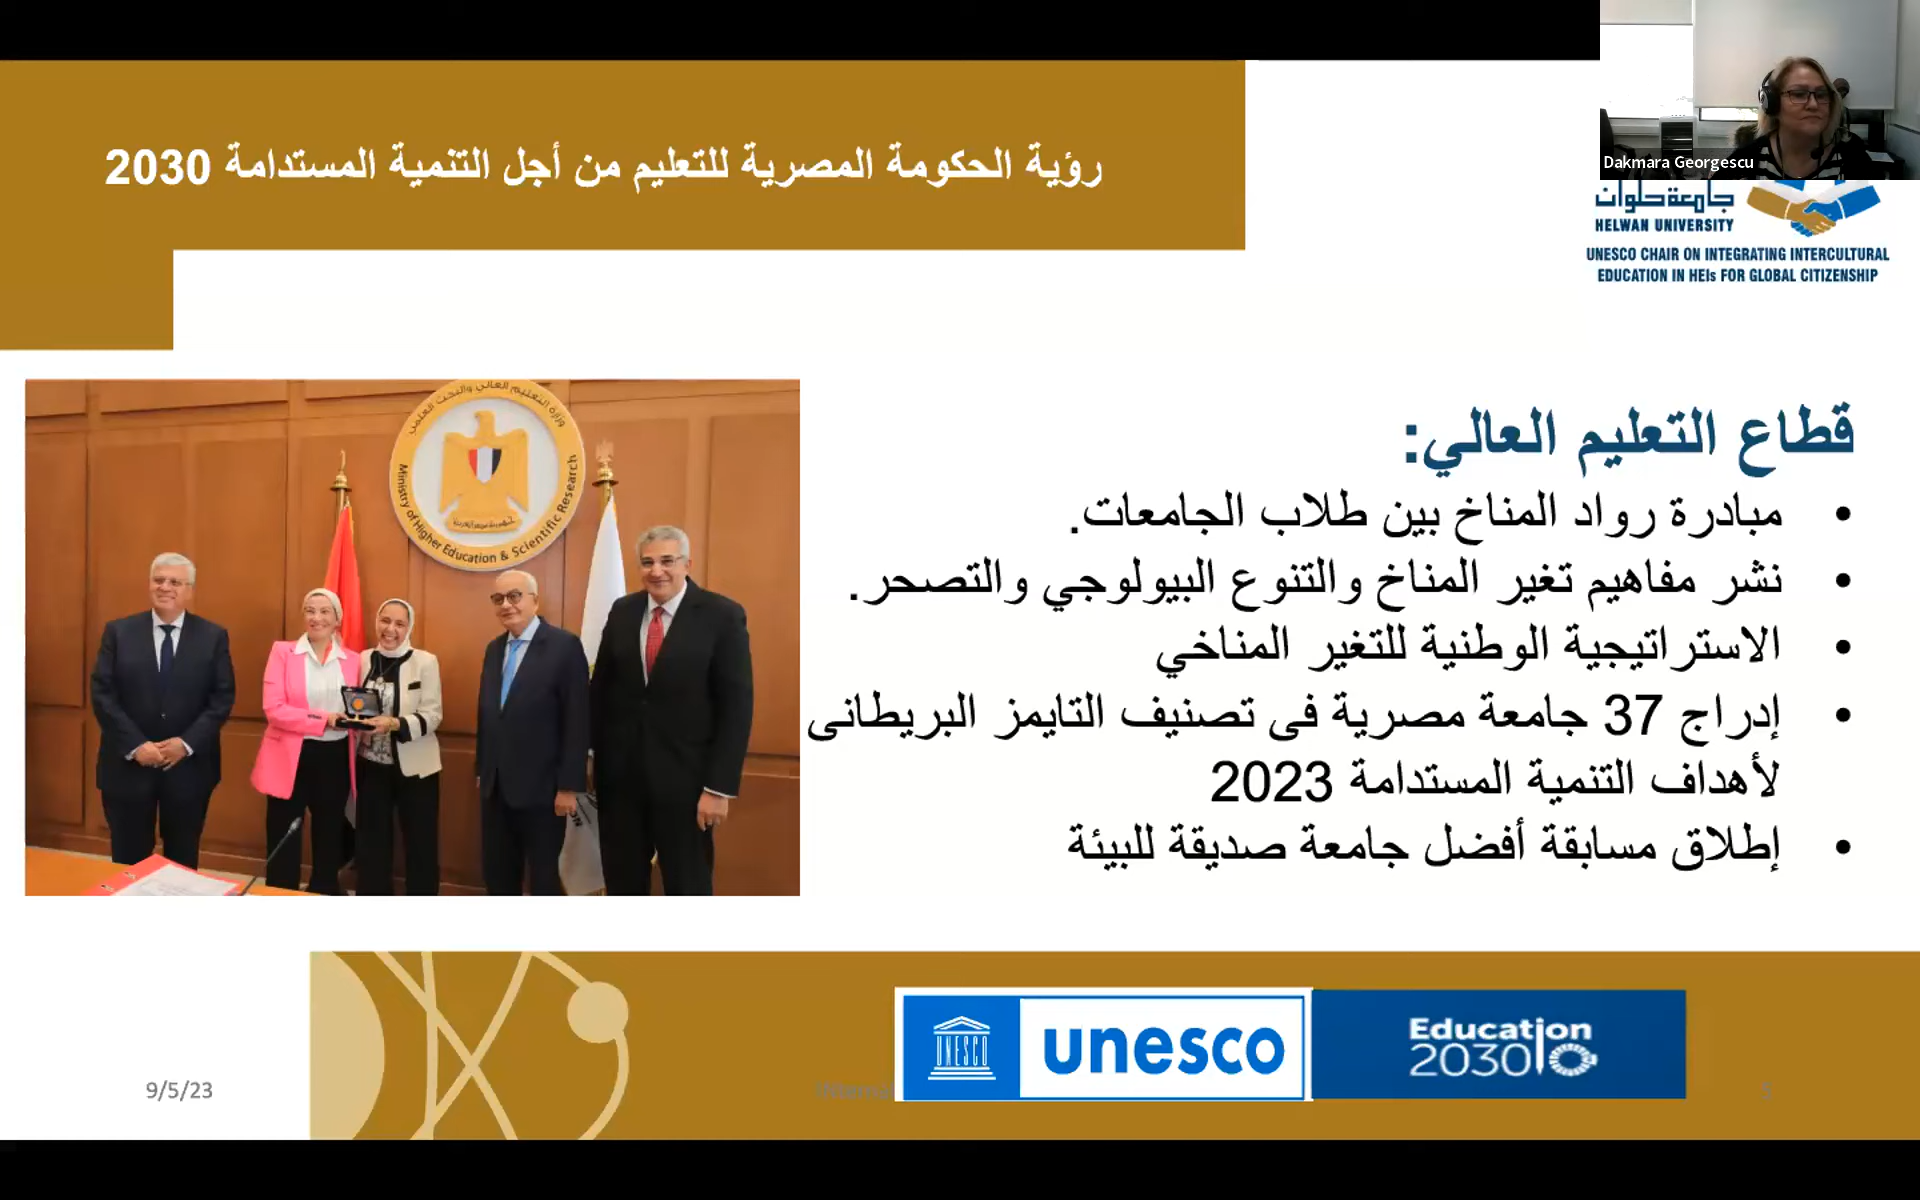 Dakmara Georgescu
رؤية الحكومة المصرية للتعليم من أجل التنمية المستدامة 2030
جامعة حلوان
HELWAN UNIVERSITY
UNESCO CHAIR ON INTEGRATING INTERCULTURAL
EDUCATION IN HEIs FOR GLOBAL CITIZENSHIP
وزارة التعليم العالي والبحث العلمي
Ministry of Higher Education & Scientific Research
قطاع التعليم العالي:
• مبادرة رواد المناخ بين طلاب الجامعات.
• نشر مفاهيم تغير المناخ والتنوع البيولوجي والتصحر.
• الاستراتيجية الوطنية للتغير المناخي
• إدراج 37 جامعة مصرية فى تصنيف التايمز البريطانى
لأهداف التنمية المستدامة 2023
• إطلاق مسابقة أفضل جامعة صديقة للبيئة
UNESCO
unesco
Education
2030
9/5/23